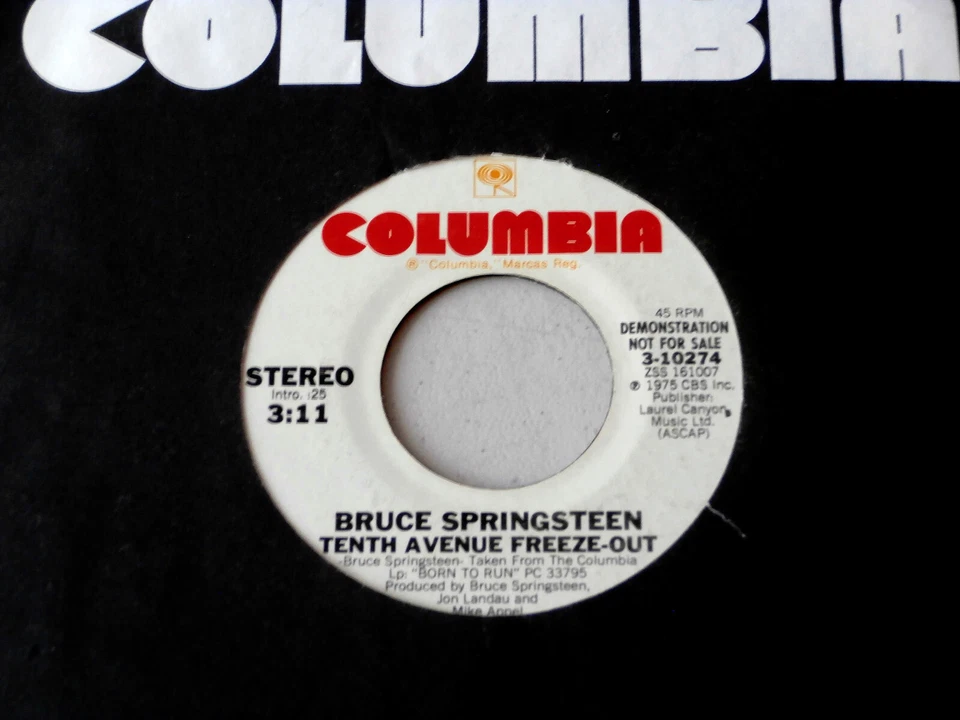 COLUMBIA
COLUMBIA
® "Columbia," Marcas Reg.
45 RPM
DEMONSTRATION
NOT FOR SALE
3-10274
ZSS 161007
℗ 1975 CBS Inc.
Publisher:
Laurel Canyon
Music Ltd.
(ASCAP)
STEREO
Intro. :25
3:11
BRUCE SPRINGSTEEN
TENTH AVENUE FREEZE-OUT
-Bruce Springsteen- Taken From The Columbia
Lp: "BORN TO RUN" PC 33795
Produced by Bruce Springsteen,
Jon Landau and
Mike Appel